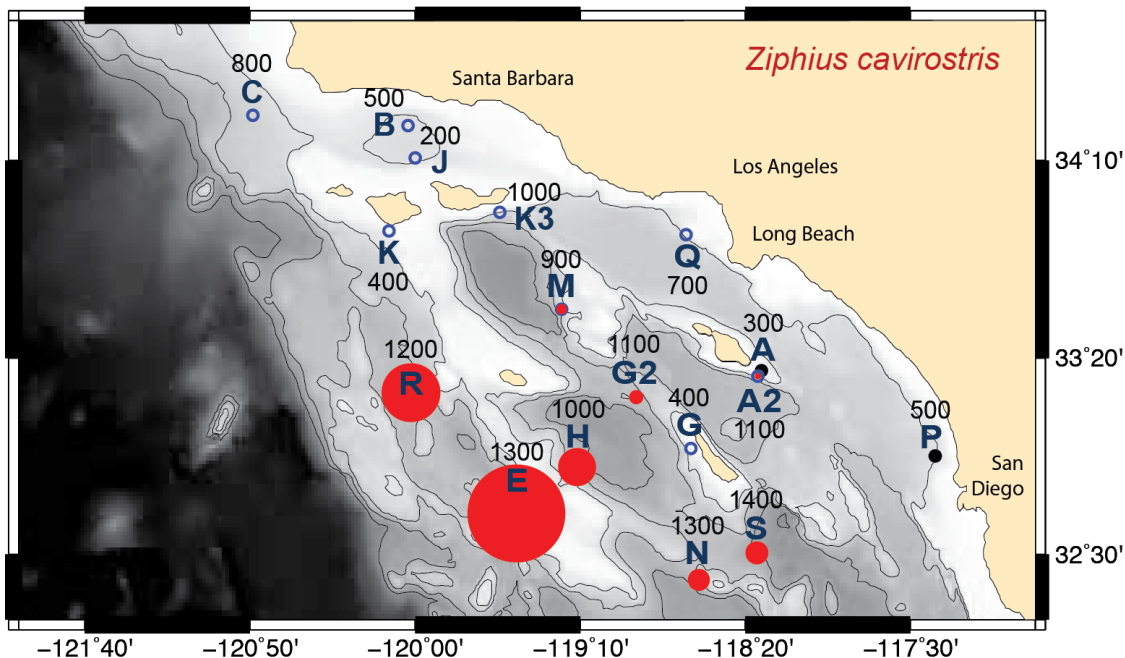 Ziphius cavirostris
800
C
Santa Barbara
500
B
200
J
Los Angeles
34°10'
1000
K3
K
400
Long Beach
Q
700
900
M
300
A
1200
R
1100
G2
33°20'
A2
1100
400
G
1000
H
500
P
1300
E
San
Diego
1400
S
1300
N
32°30'
−121°40'
−120°50'
−120°00'
−119°10'
−118°20'
−117°30'